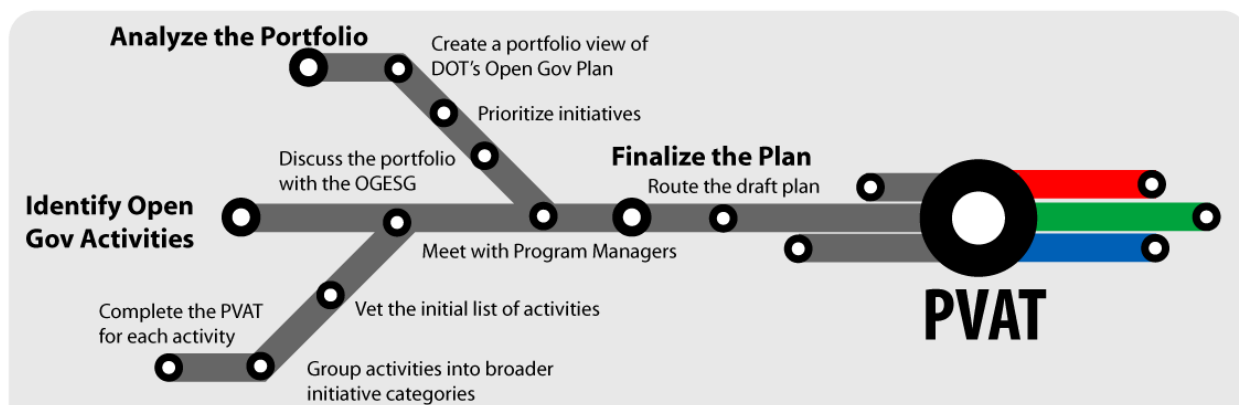 Analyze the Portfolio
Create a portfolio view of
DOT's Open Gov Plan
Prioritize initiatives
Discuss the portfolio
with the OGESG
Finalize the Plan
Route the draft plan
Identify Open
Gov Activities
Meet with Program Managers
Complete the PVAT
for each activity
Vet the initial list of activities
Group activities into broader
initiative categories
PVAT